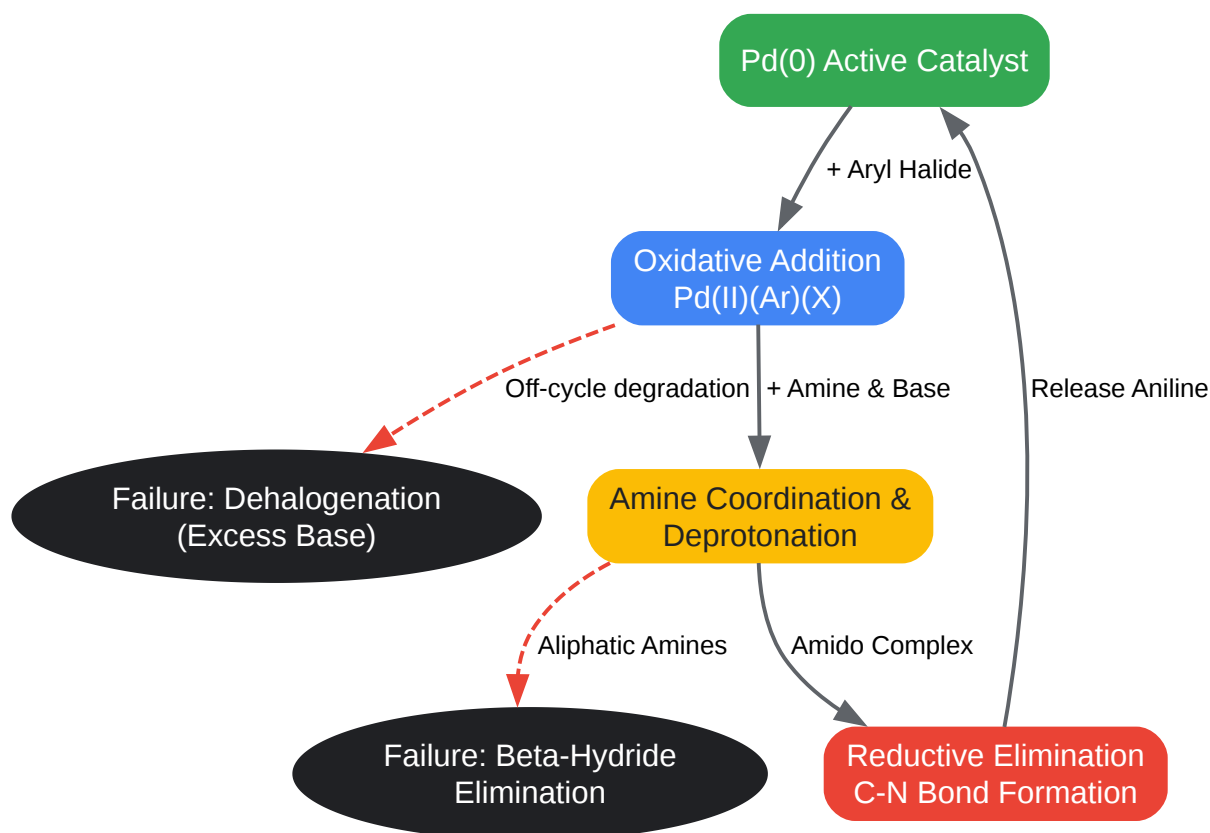 Pd(0) Active Catalyst
+ Aryl Halide
Oxidative Addition
Pd(II)(Ar)(X)
Off-cycle degradation
+ Amine & Base
Release Aniline
Failure: Dehalogenation
(Excess Base)
Amine Coordination &
Deprotonation
Aliphatic Amines
Amido Complex
Failure: Beta-Hydride
Elimination
Reductive Elimination
C-N Bond Formation